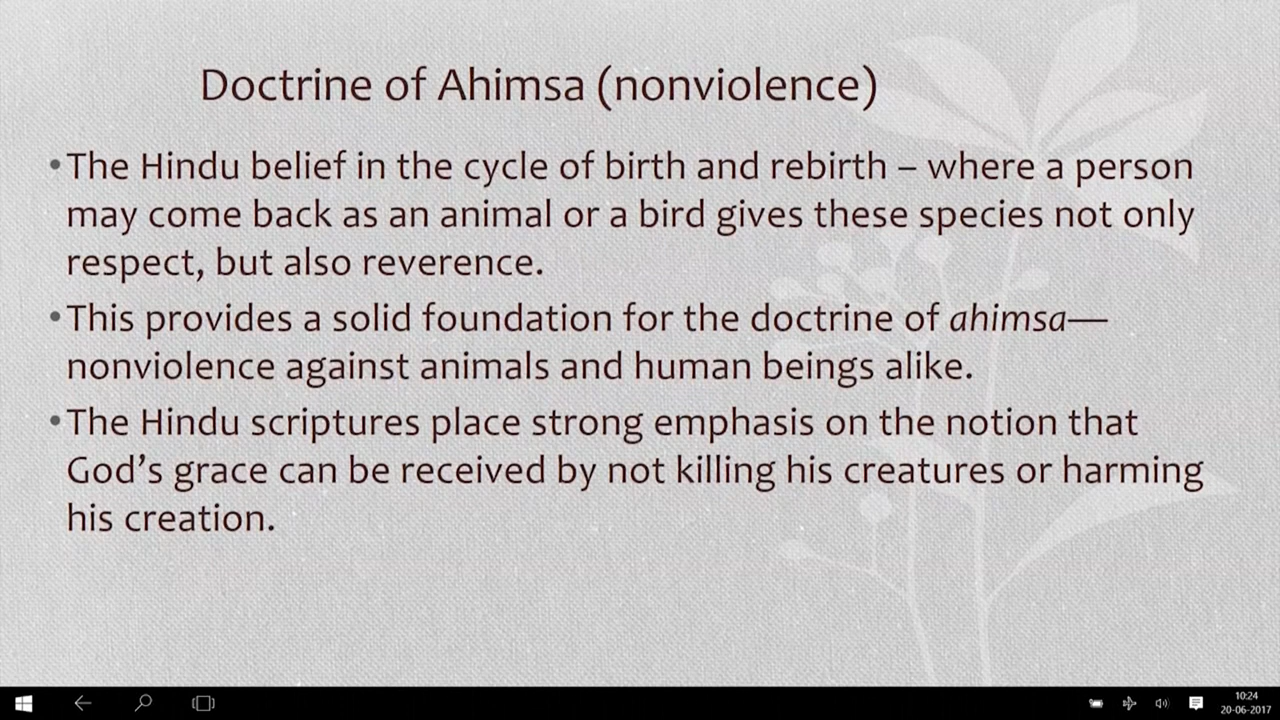 Doctrine of Ahimsa (nonviolence)
•The Hindu belief in the cycle of birth and rebirth – where a person
may come back as an animal or a bird gives these species not only
respect, but also reverence.
•This provides a solid foundation for the doctrine of ahimsa—
nonviolence against animals and human beings alike.
•The Hindu scriptures place strong emphasis on the notion that
God’s grace can be received by not killing his creatures or harming
his creation.
10:24
20-06-2017